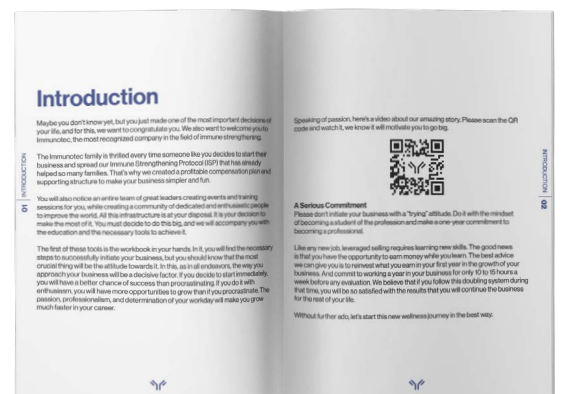 Introduction
Maybe you don't know yet, but you just made one of the most important decisions of
your life, and for this, we want to congratulate you. We also want to welcome you to
Immunotec, the most recognized company in the field of immune strengthening.
The Immunotec family is thrilled every time someone like you decides to start their
business and spread our Immune Strengthening Protocol (ISP) that has already
helped so many families. That's why we created a profitable compensation plan and
supporting structure to make your business simple and fun.
You will also notice an entire team of great leaders creating events and training
sessions for you, while creating a community of dedicated and enthusiastic people
to improve the world. All this infrastructure is at your disposal. It is your decision to
make the most of it. You must decide to do this big, and we will accompany you with
the education and the necessary tools to achieve it.
The first of these tools is the workbook in your hands. In it, you will find the necessary
steps to successfully initiate your business, but you should know that the most
crucial thing will be the attitude towards it. In this, as in all endeavors, the way you
approach your business will be a decisive factor. If you decide to start immediately,
you will have a better chance of success than procrastinating. If you do it with
enthusiasm, you will have more opportunities to grow than if you procrastinate. The
passion, professionalism, and determination of your workday will make you grow
much faster in your career.
01 | INTRODUCTION
Speaking of passion, here's a video about our amazing story. Please scan the QR
code and watch it, we know it will motivate you to go big.
A Serious Commitment
Please don't initiate your business with a "trying" attitude. Do it with the mindset
of becoming a student of the profession and make a one-year commitment to
becoming a professional.
Like any new job, leveraged selling requires learning new skills. The good news
is that you have the opportunity to earn money while you learn. The best advice
we can give you is to reinvest what you earn in your first year in the growth of your
business. And commit to working a year in your business for only 10 to 15 hours a
week before any evaluation. We believe that if you follow this doubling system during
that time, you will be so satisfied with the results that you will continue the business
for the rest of your life.
Without further ado, let's start this new wellness journey in the best way.
INTRODUCTION | 02